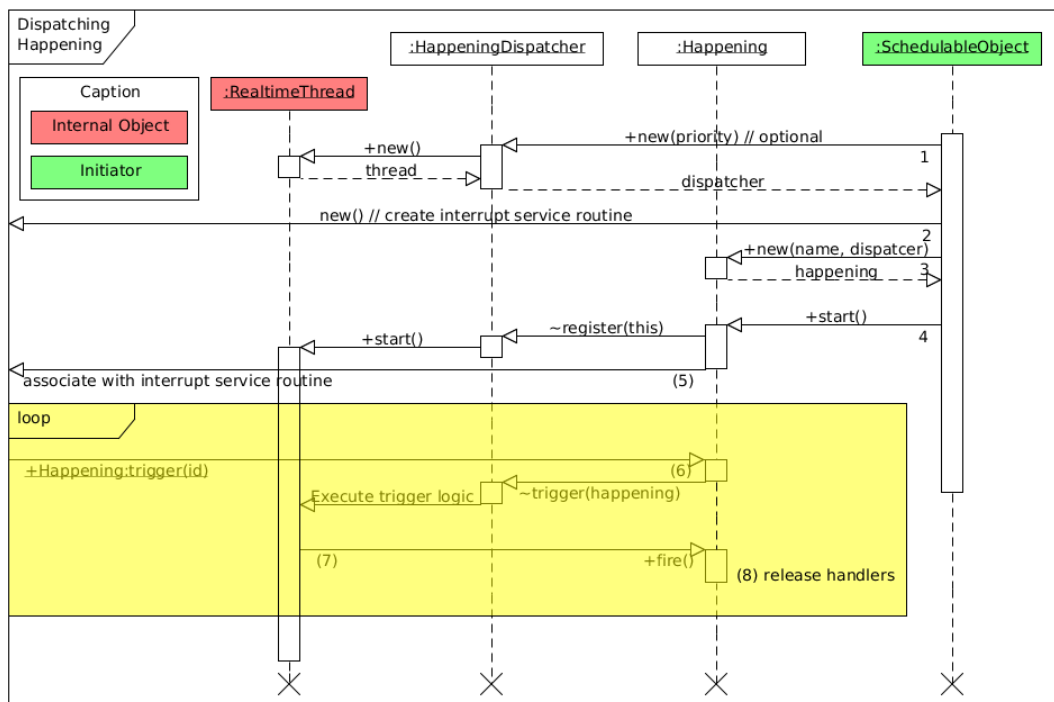 Dispatching
Happening
:HappeningDispatcher
:Happening
:SchedulableObject
Caption
:RealtimeThread
Internal Object
Initiator
+new(priority) // optional
1
+new()
thread
dispatcher
new() // create interrupt service routine
2
+new(name, dispatcer)
3
happening
+start()
4
~register(this)
+start()
associate with interrupt service routine
(5)
loop
+Happening:trigger(id)
(6)
~trigger(happening)
Execute trigger logic
(7)
+fire()
(8) release handlers